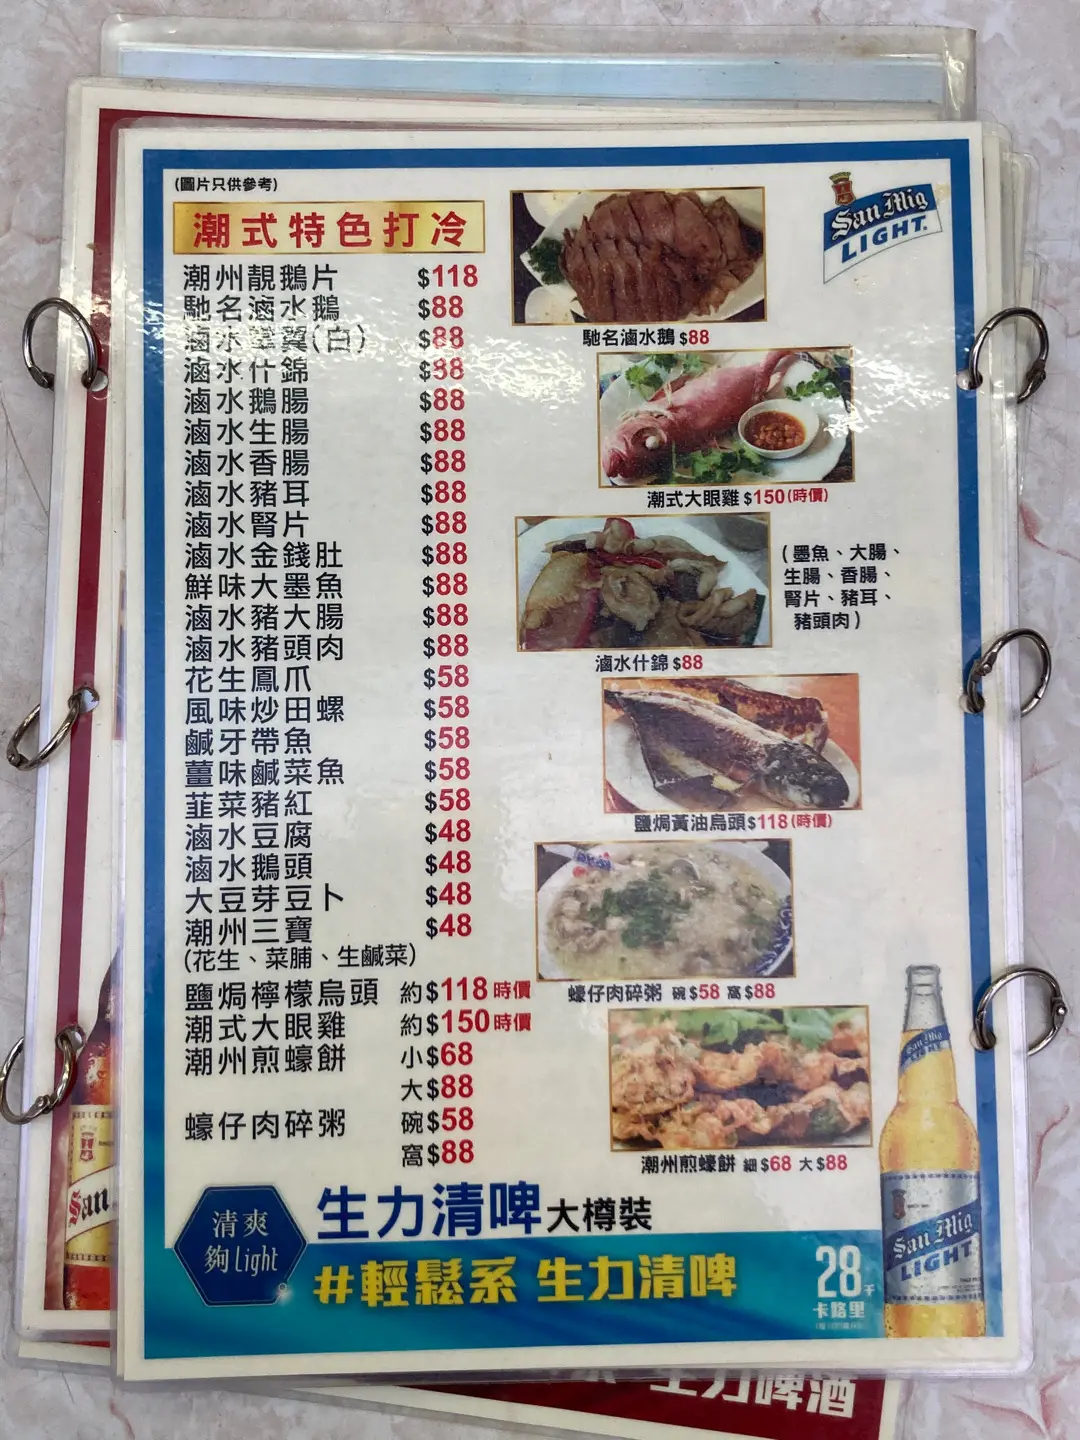 (圖片只供參考)
潮式特色打冷
潮州靚鵝片 $118
馳名滷水鵝 $88
滷水掌翼(白) $88
滷水什錦 $88
滷水鵝腸 $88
滷水生腸 $88
滷水香腸 $88
滷水豬耳 $88
滷水腎片 $88
滷水金錢肚 $88
鮮味大墨魚 $88
滷水豬大腸 $88
滷水豬頭肉 $88
花生鳳爪 $58
風味炒田螺 $58
鹹牙帶魚 $58
薑味鹹菜魚 $58
韮菜豬紅 $58
滷水豆腐 $48
滷水鵝頭 $48
大豆芽豆卜 $48
潮州三寶 $48
(花生、菜脯、生鹹菜)
鹽焗檸檬烏頭 約$118時價
潮式大眼雞 約$150時價
潮州煎蠔餅 小$68
大$88
蠔仔肉碎粥 碗$58
窩$88
San Mig
LIGHT
馳名滷水鵝 $88
潮式大眼雞 $150(時價)
(墨魚、大腸、
生腸、香腸、
腎片、豬耳、
豬頭肉)
滷水什錦 $88
鹽焗黃油烏頭$118(時價)
蠔仔肉碎粥 碗$58 窩$88
潮州煎蠔餅 細$68 大$88
清爽
夠Light
生力清啤大樽裝
#輕鬆系 生力清啤
28千
卡路里
San Mig
San Mig
LIGHT
San
生力啤酒